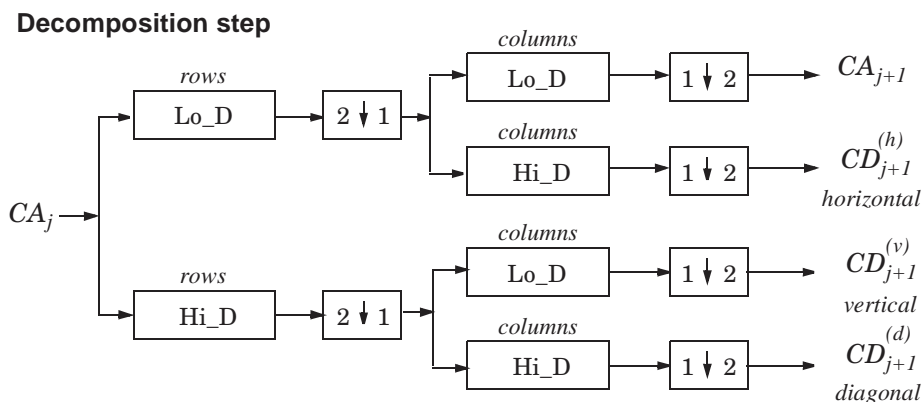 Decomposition step
columns
rows
Lo_D
1 ↓ 2
CA_{j+1}
Lo_D
2 ↓ 1
columns
Hi_D
1 ↓ 2
CD_{j+1}^{(h)}
horizontal
CA_j
columns
rows
Lo_D
1 ↓ 2
CD_{j+1}^{(v)}
vertical
Hi_D
2 ↓ 1
columns
Hi_D
1 ↓ 2
CD_{j+1}^{(d)}
diagonal